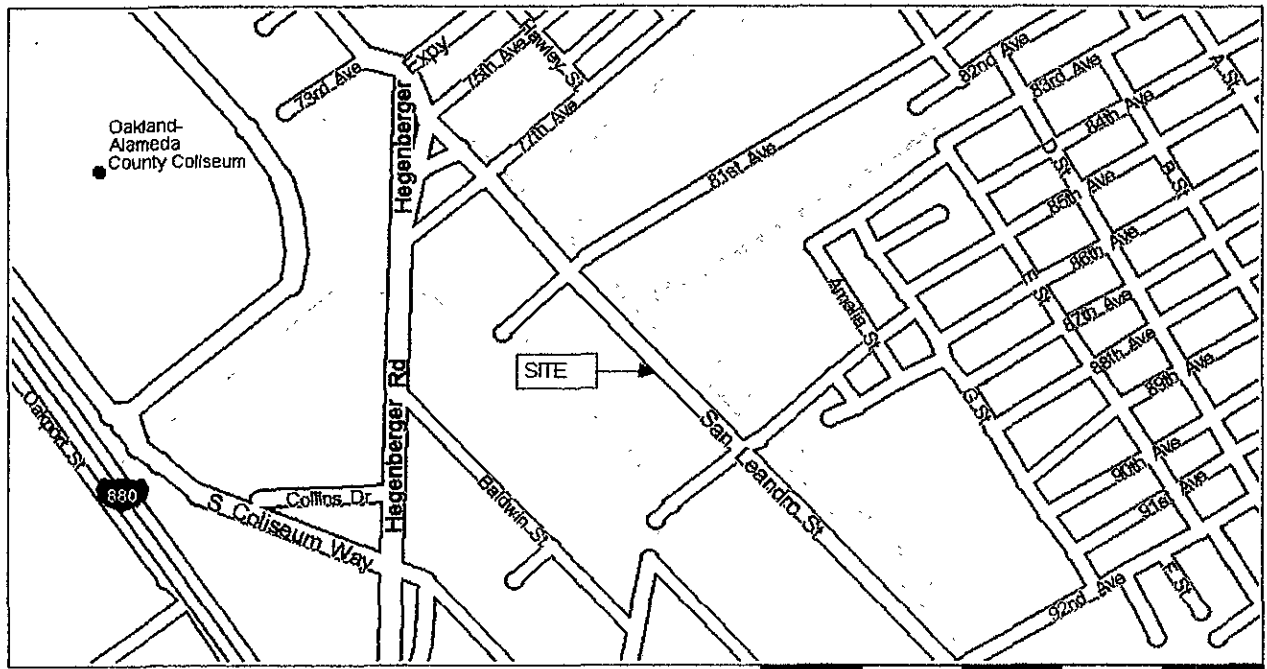 73rd Ave
Expy
75th Ave
Hawley St
77th Ave
Hegenberger
Oakland-
Alameda
County Coliseum
81st Ave
82nd Ave
83rd Ave
84th Ave
A St
D St
85th Ave
B St
86th Ave
E St
87th Ave
88th Ave
89th Ave
Amelia St
G St
90th Ave
91st Ave
92nd Ave
E St
SITE
San Leandro St
Hegenberger Rd
Baldwin St
Collins Dr
S Coliseum Way
Oakport St
880